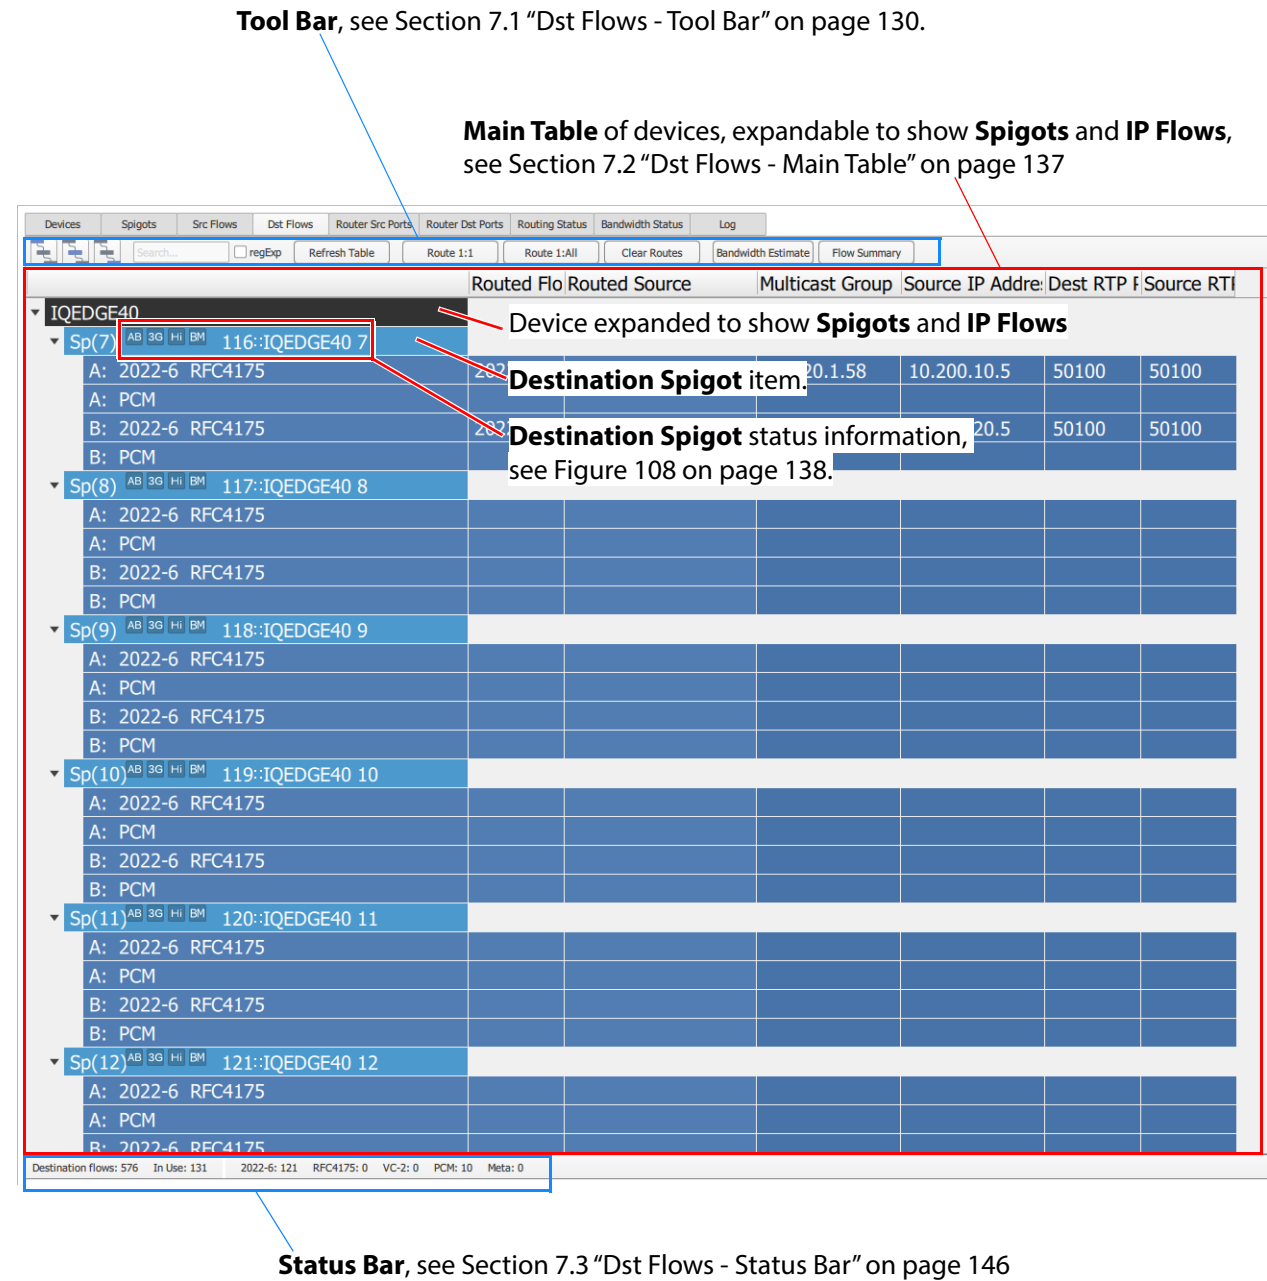 Tool Bar, see Section 7.1 “Dst Flows - Tool Bar” on page 130.
Main Table of devices, expandable to show Spigots and IP Flows,
see Section 7.2 “Dst Flows - Main Table” on page 137
Devices Spigots Src Flows Dst Flows Router Src Ports Router Dst Ports Routing Status Bandwidth Status Log
Search... regExp Refresh Table Route 1:1 Route 1:All Clear Routes Bandwidth Estimate Flow Summary
Routed Flo Routed Source Multicast Group Source IP Addre: Dest RTP Source RTI
IQEDGE40
Device expanded to show Spigots and IP Flows
Sp(7) AB 3G Hi BM 116::IQEDGE40 7
A: 2022-6 RFC4175 20.1.58 10.200.10.5 50100 50100
Destination Spigot item.
A: PCM
B: 2022-6 RFC4175 20.5 50100 50100
Destination Spigot status information,
B: PCM
see Figure 108 on page 138.
Sp(8) AB 3G Hi BM 117::IQEDGE40 8
A: 2022-6 RFC4175
A: PCM
B: 2022-6 RFC4175
B: PCM
Sp(9) AB 3G Hi BM 118::IQEDGE40 9
A: 2022-6 RFC4175
A: PCM
B: 2022-6 RFC4175
B: PCM
Sp(10) AB 3G Hi BM 119::IQEDGE40 10
A: 2022-6 RFC4175
A: PCM
B: 2022-6 RFC4175
B: PCM
Sp(11) AB 3G Hi BM 120::IQEDGE40 11
A: 2022-6 RFC4175
A: PCM
B: 2022-6 RFC4175
B: PCM
Sp(12) AB 3G Hi BM 121::IQEDGE40 12
A: 2022-6 RFC4175
A: PCM
B: 2022-6 RFC4175
Destination flows: 576 In Use: 131 2022-6: 121 RFC4175: 0 VC-2: 0 PCM: 10 Meta: 0
Status Bar, see Section 7.3 “Dst Flows - Status Bar” on page 146